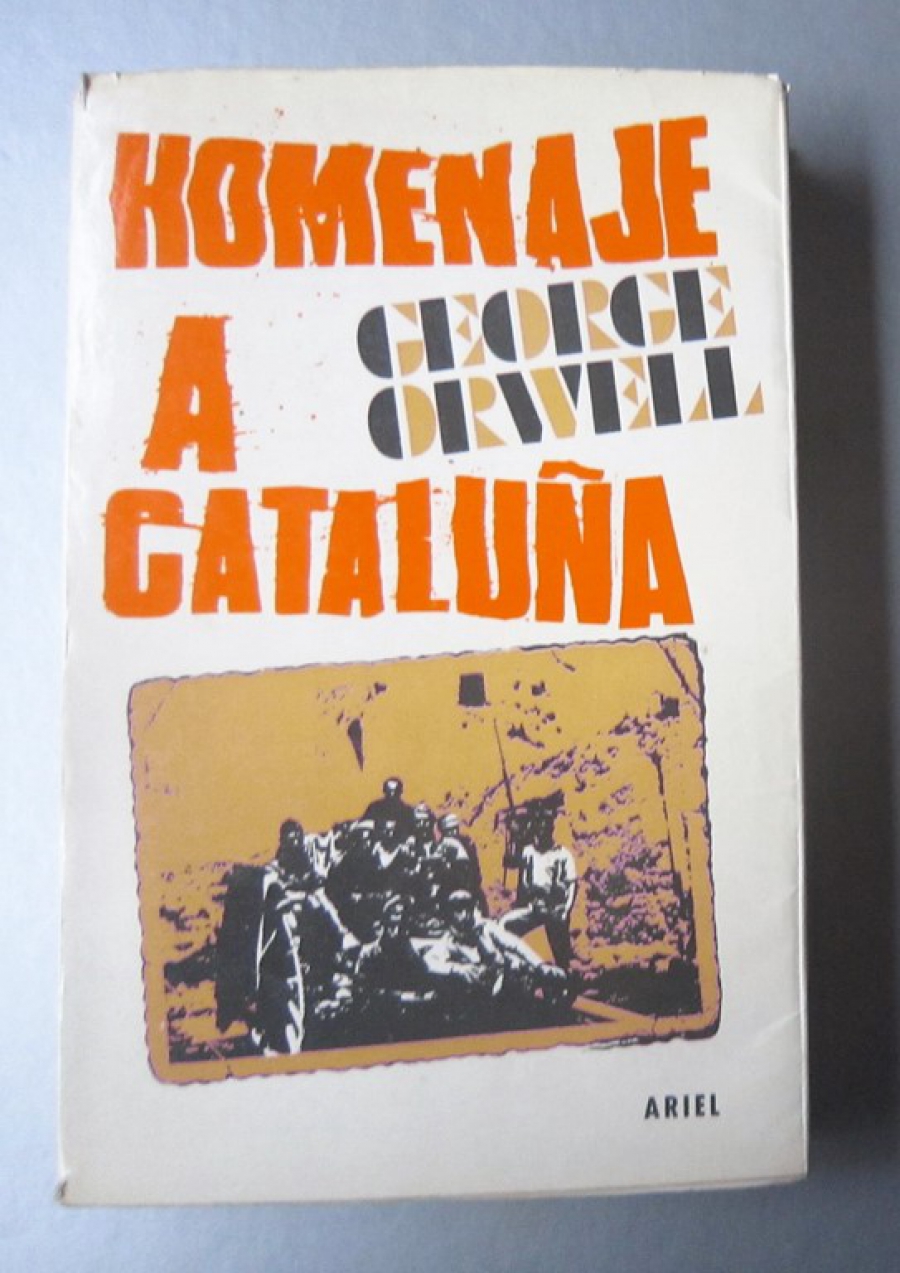 HOMENAJE
A
GEORGE
ORWELL
CATALUÑA
ARIEL